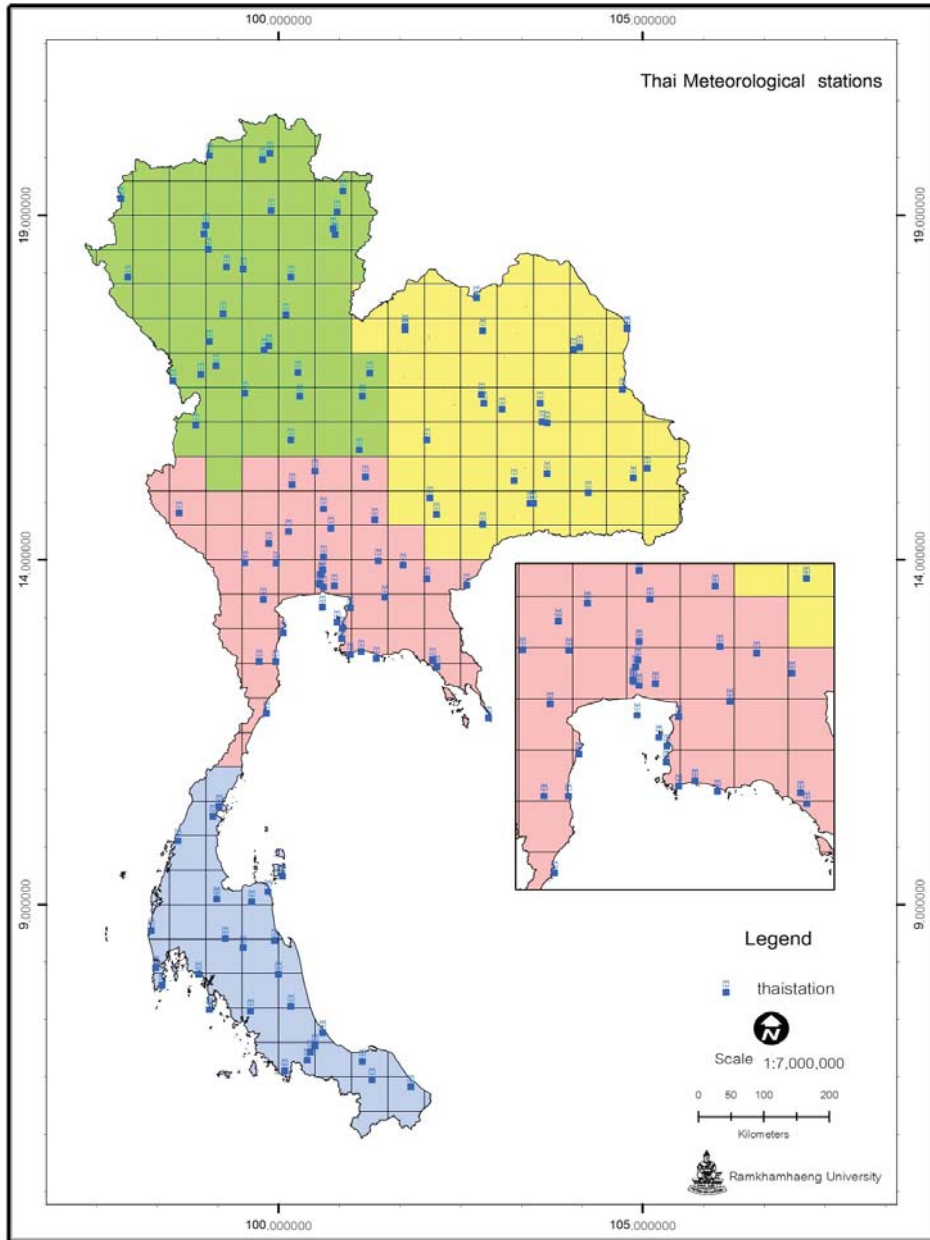 100.000000 105.000000
Thai Meteorological stations
19.000000 19.000000
14.000000 14.000000
9.000000 9.000000
Legend
thaistation
N
Scale 1:7,000,000
0 50 100 200
Kilometers
Ramkhamhaeng University
100.000000 105.000000